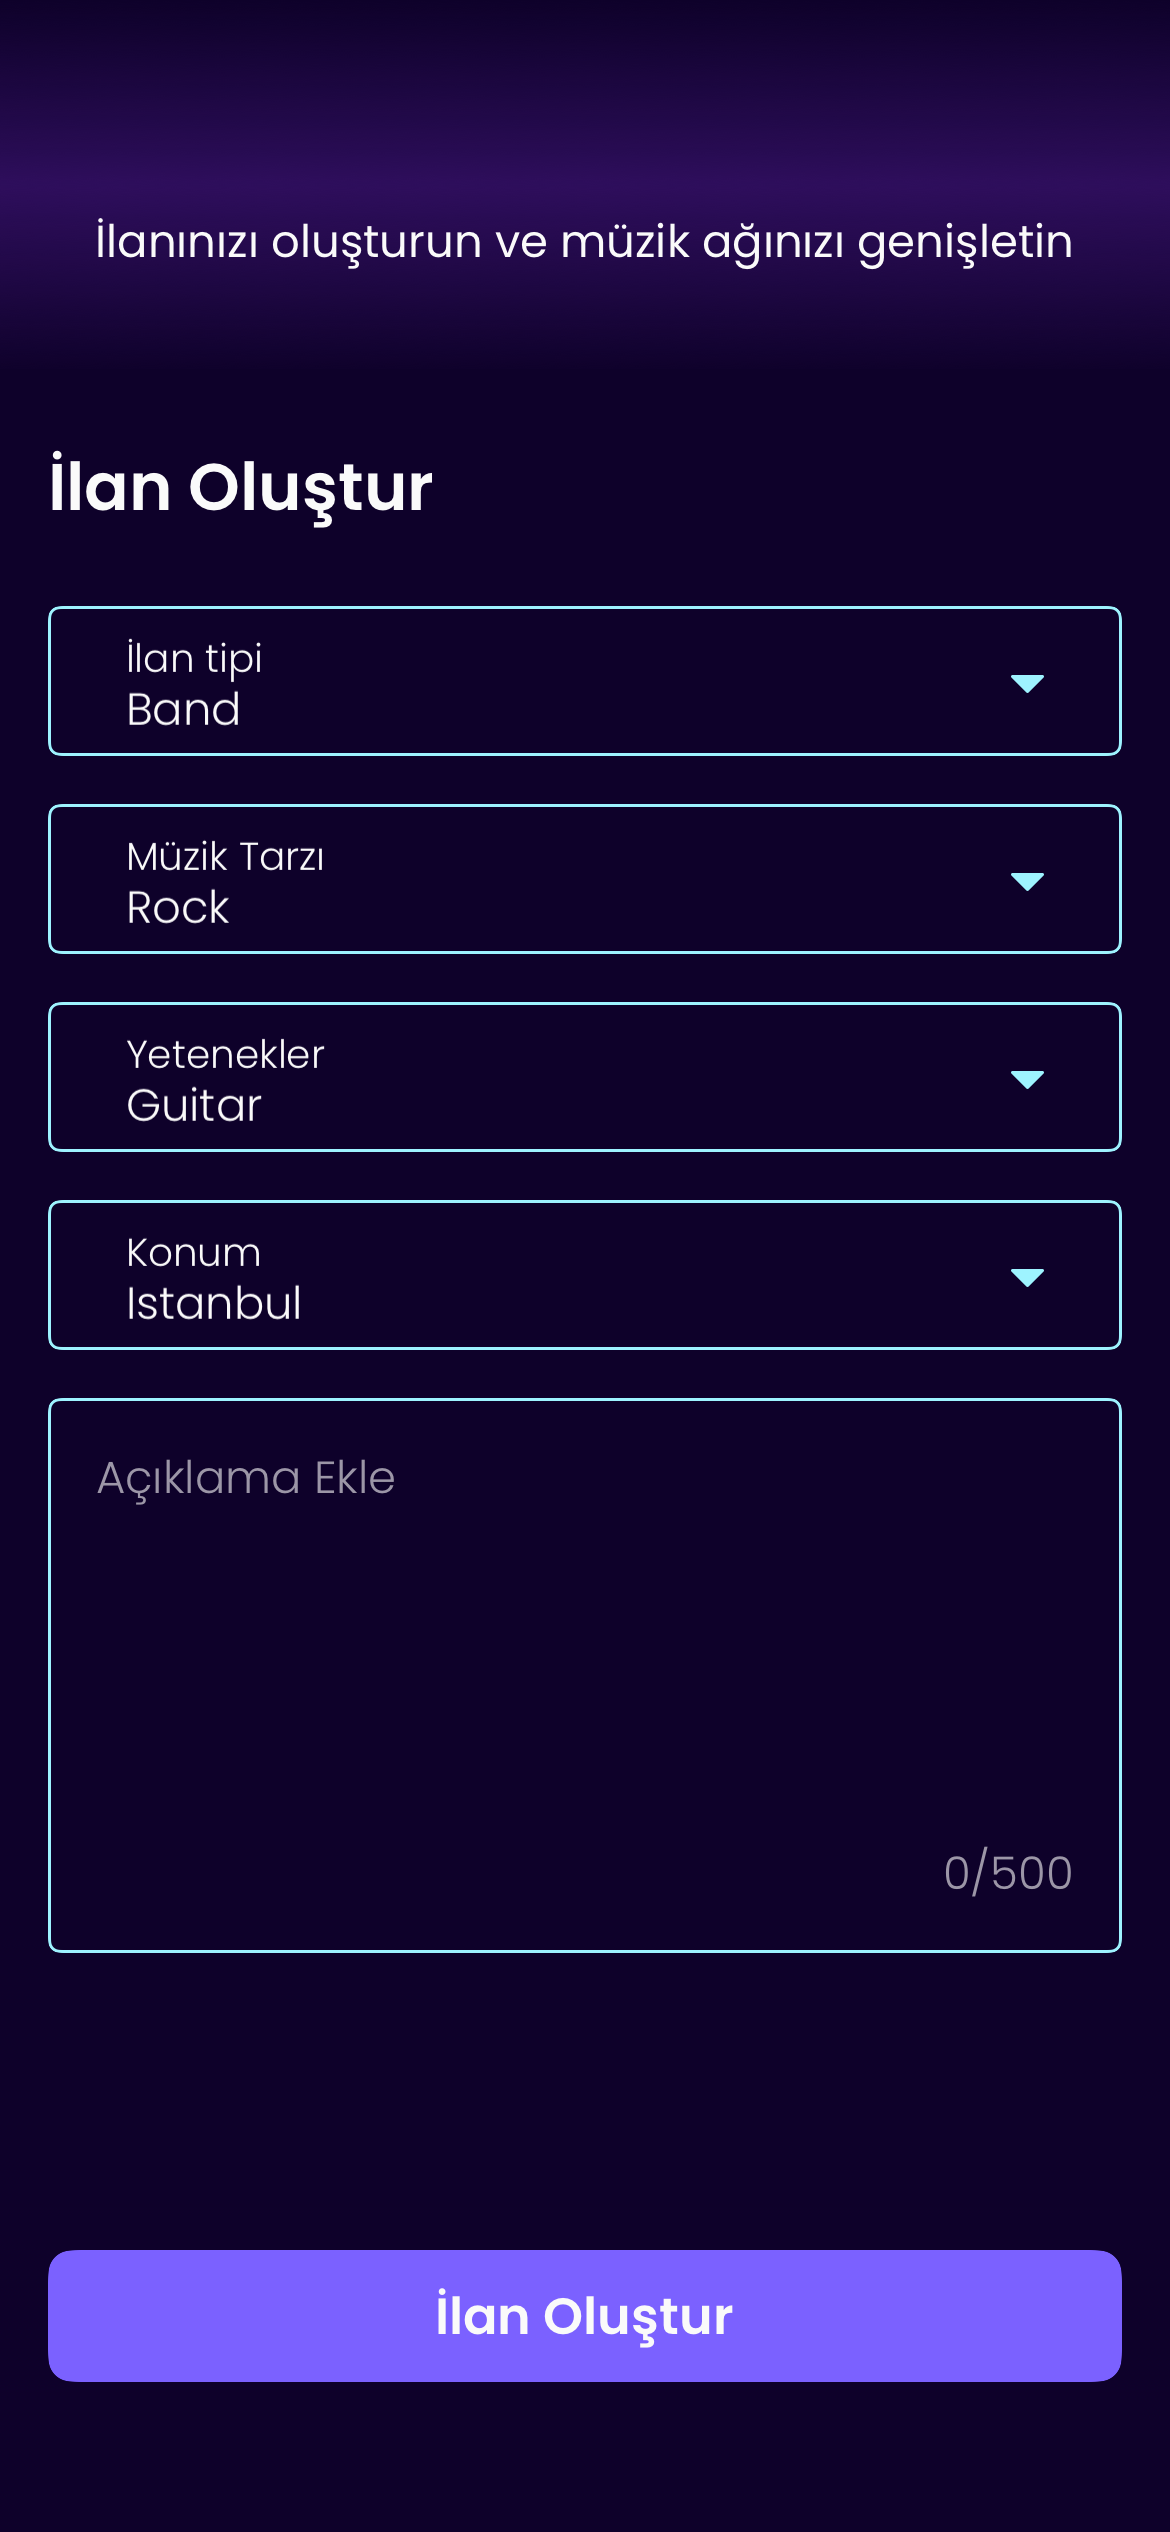 İlanınızı oluşturun ve müzik ağınızı genişletin
İlan Oluştur
İlan tipi
Band
Müzik Tarzı
Rock
Yetenekler
Guitar
Konum
Istanbul
Açıklama Ekle
0/500
İlan Oluştur